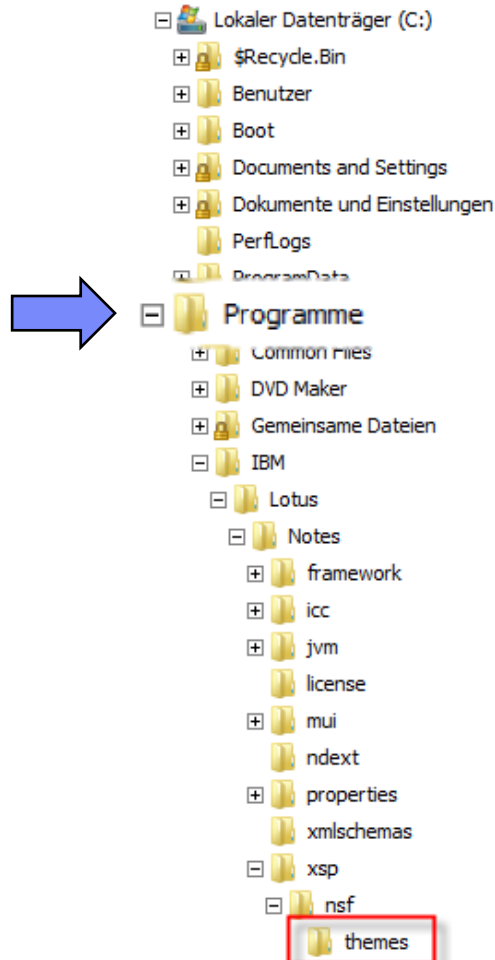 Lokaler Datenträger (C:)
$Recycle.Bin
Benutzer
Boot
Documents and Settings
Dokumente und Einstellungen
PerfLogs
ProgramData
Programme
Common Files
DVD Maker
Gemeinsame Dateien
IBM
Lotus
Notes
framework
icc
jvm
license
mui
ndext
properties
xmlschemas
xsp
nsf
themes